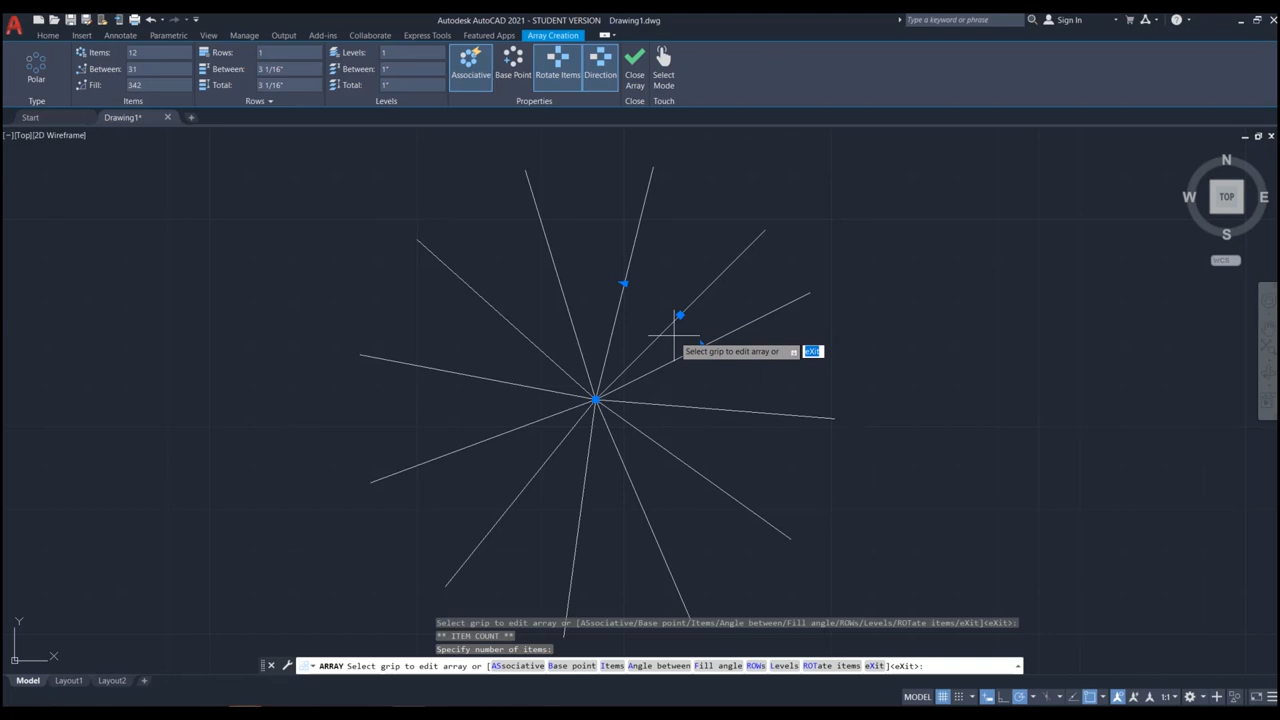 Autodesk AutoCAD 2021 - STUDENT VERSION Drawing1.dwg
Type a keyword or phrase
Sign In
Home Insert Annotate Parametric View Manage Output Add-ins Collaborate Express Tools Featured Apps Array Creation
Items: 12 Rows: 1 Levels: 1
Between: 31 Between: 3 1/16" Between: 1"
Fill: 342 Total: 3 1/16" Total: 1"
Polar
Associative Base Point Rotate Items Direction Close Array Select Mode
Type Items Rows Levels Properties Close Touch
Start Drawing1*
[−][Top][2D Wireframe]
N
W TOP E
S
WCS
Select grip to edit array or eXit
Y
X
Select grip to edit array or [ASsociative/Base point/Items/Angle between/Fill angle/ROWs/Levels/ROTate items/eXit]<eXit>:
** ITEM COUNT **
Specify number of items:
ARRAY Select grip to edit array or [ASsociative Base point Items Angle between Fill angle ROWs Levels ROTate items eXit]<eXit>:
Model Layout1 Layout2
MODEL 1:1